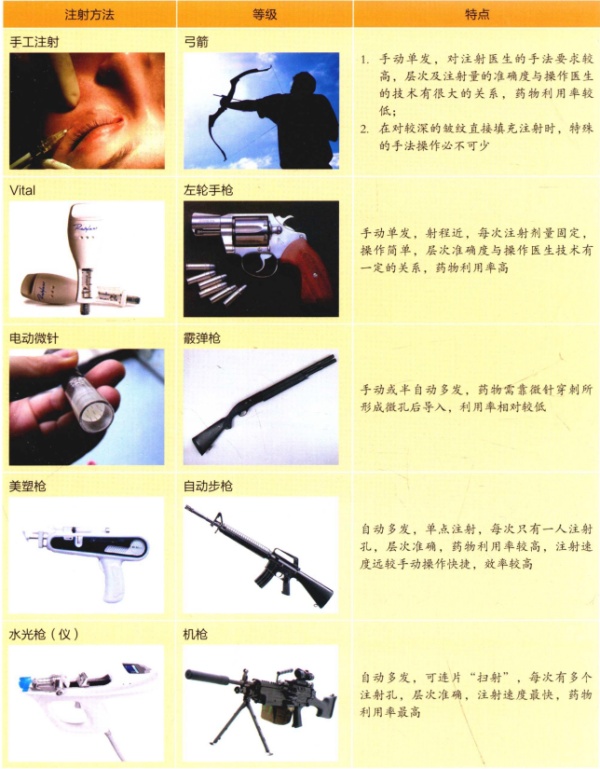 注射方法 等级 特点
手工注射 弓箭
1. 手动单发，对注射医生的手法要求较
高，层次及注射量的准确度与操作医生
的技术有很大的关系，药物利用率较
低；
2. 在对较深的皱纹直接填充注射时，特殊
的手法操作必不可少
Vital 左轮手枪
手动单发，射程近，每次注射剂量固定，
操作简单，层次准确度与操作医生技术有
一定的关系，药物利用率高
电动微针 霰弹枪
手动或半自动多发，药物需靠微针穿刺所
形成微孔后导入，利用率相对较低
美塑枪 自动步枪
自动多发，单点注射，每次只有一人注射
孔，层次准确，药物利用率较高，注射速
度远较手动操作快捷，效率较高
水光枪（仪） 机枪
自动多发，可连片“扫射”，每次有多个
注射孔，层次准确，注射速度最快，药物
利用率最高